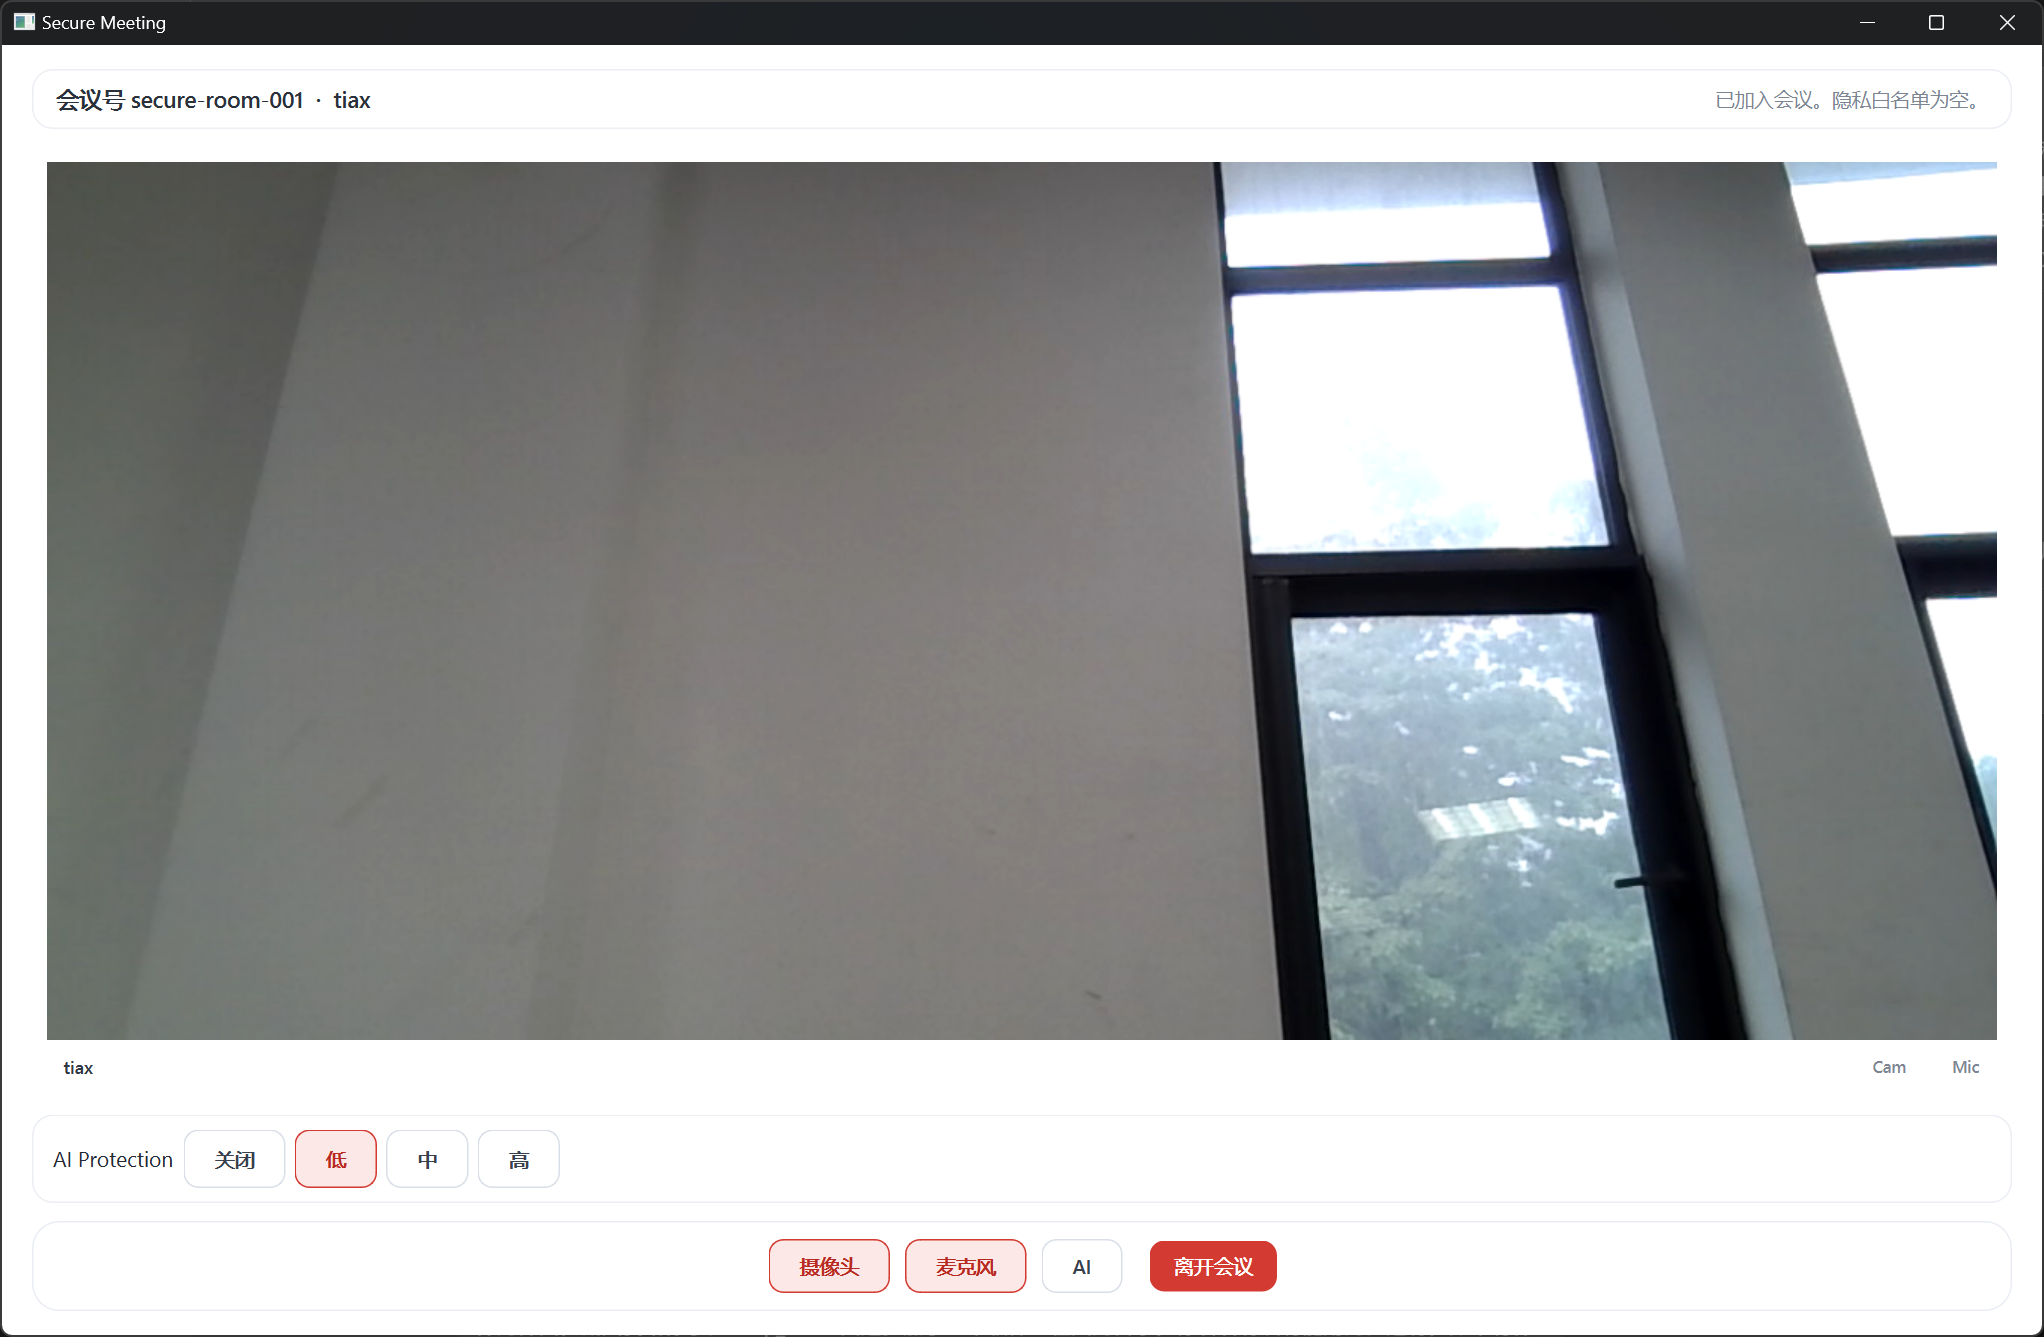 Secure Meeting
会议号 secure-room-001 · tiax
已加入会议。隐私白名单为空。
tiax
Cam Mic
AI Protection 关闭 低 中 高
摄像头 麦克风 AI 离开会议